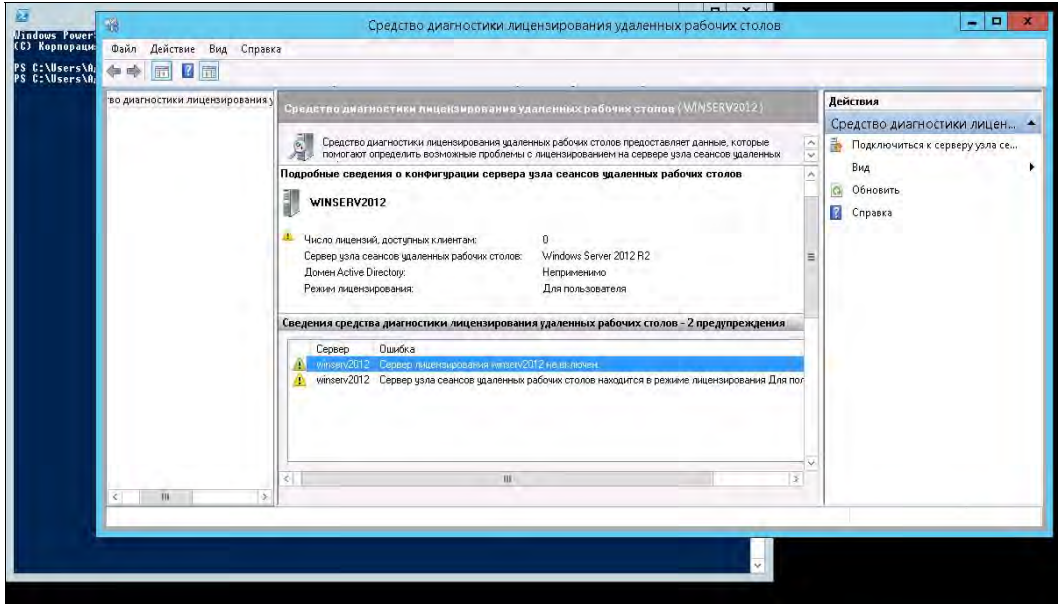 Windows Power
(C) Корпораци
PS C:\Users\А
PS C:\Users\А
Средство диагностики лицензирования удаленных рабочих столов
Файл Действие Вид Справка
во диагностики лицензирования у
Средство диагностики лицензирования удаленных рабочих столов (WINSERV2012)
Средство диагностики лицензирования удаленных рабочих столов предоставляет данные, которые
помогают определить возможные проблемы с лицензированием на сервере узла сеансов удаленных
Подробные сведения о конфигурации сервера узла сеансов удаленных рабочих столов
WINSERV2012
Число лицензий, доступных клиентам: 0
Сервер узла сеансов удаленных рабочих столов: Windows Server 2012 R2
Домен Active Directory: Неприменимо
Режим лицензирования: Для пользователя
Сведения средства диагностики лицензирования удаленных рабочих столов - 2 предупреждения
Сервер Ошибка
winserv2012 Сервер лицензирования winserv2012 не включен.
winserv2012 Сервер узла сеансов удаленных рабочих столов находится в режиме лицензирования Для пол
Действия
Средство диагностики лицен...
Подключиться к серверу узла се...
Вид
Обновить
Справка